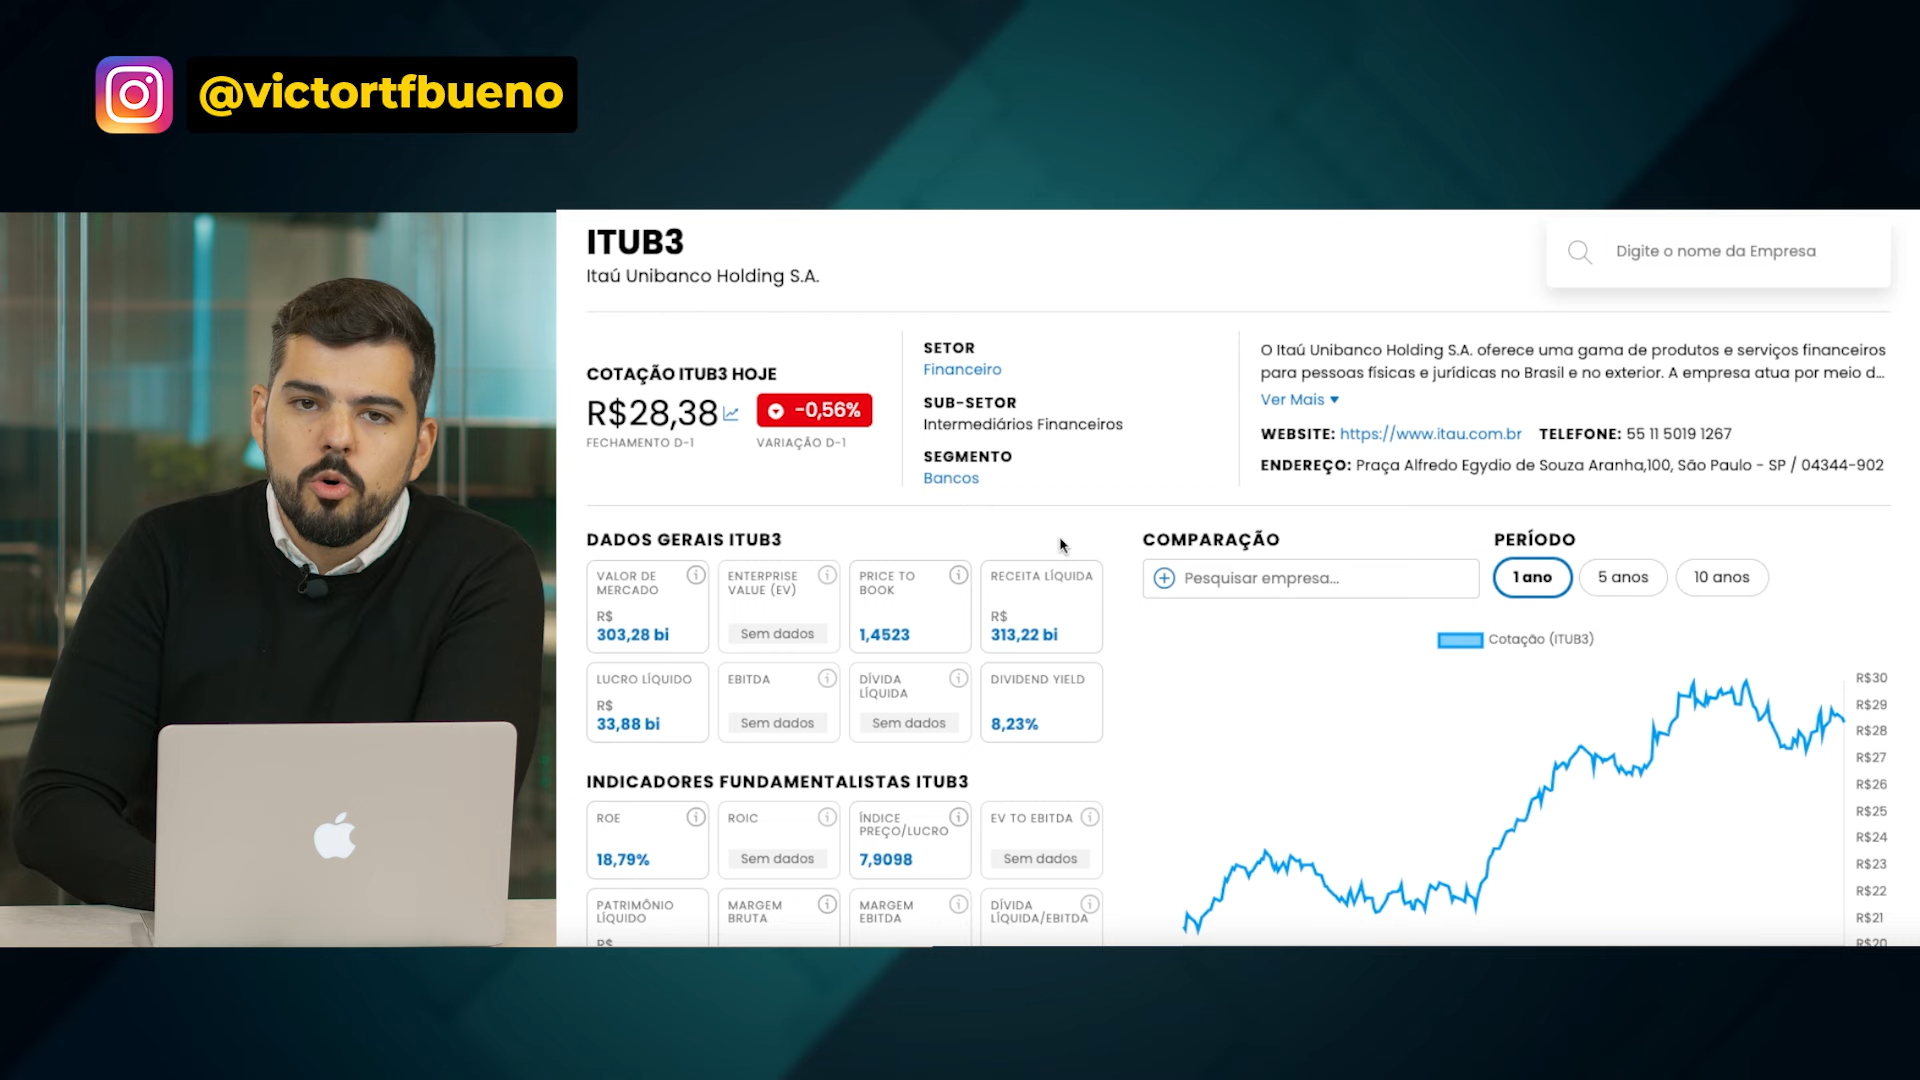 @victortfbueno
ITUB3
Itaú Unibanco Holding S.A.
Digite o nome da Empresa
COTAÇÃO ITUB3 HOJE
R$28,38
-0,56%
FECHAMENTO D-1
VARIAÇÃO D-1
SETOR
Financeiro
SUB-SETOR
Intermediários Financeiros
SEGMENTO
Bancos
O Itaú Unibanco Holding S.A. oferece uma gama de produtos e serviços financeiros
para pessoas físicas e jurídicas no Brasil e no exterior. A empresa atua por meio d...
Ver Mais
WEBSITE: https://www.itau.com.br TELEFONE: 55 11 5019 1267
ENDEREÇO: Praça Alfredo Egydio de Souza Aranha,100, São Paulo - SP / 04344-902
DADOS GERAIS ITUB3
VALOR DE
MERCADO
R$
303,28 bi
ENTERPRISE
VALUE (EV)
Sem dados
PRICE TO
BOOK
1,4523
RECEITA LÍQUIDA
R$
313,22 bi
LUCRO LÍQUIDO
R$
33,88 bi
EBITDA
Sem dados
DÍVIDA
LÍQUIDA
Sem dados
DIVIDEND YIELD
8,23%
INDICADORES FUNDAMENTALISTAS ITUB3
ROE
18,79%
ROIC
Sem dados
ÍNDICE
PREÇO/LUCRO
7,9098
EV TO EBITDA
Sem dados
PATRIMÔNIO
LÍQUIDO
R$
MARGEM
BRUTA
MARGEM
EBITDA
DÍVIDA
LÍQUIDA/EBITDA
COMPARAÇÃO
Pesquisar empresa...
PERÍODO
1 ano
5 anos
10 anos
Cotação (ITUB3)
R$30
R$29
R$28
R$27
R$26
R$25
R$24
R$23
R$22
R$21
R$20